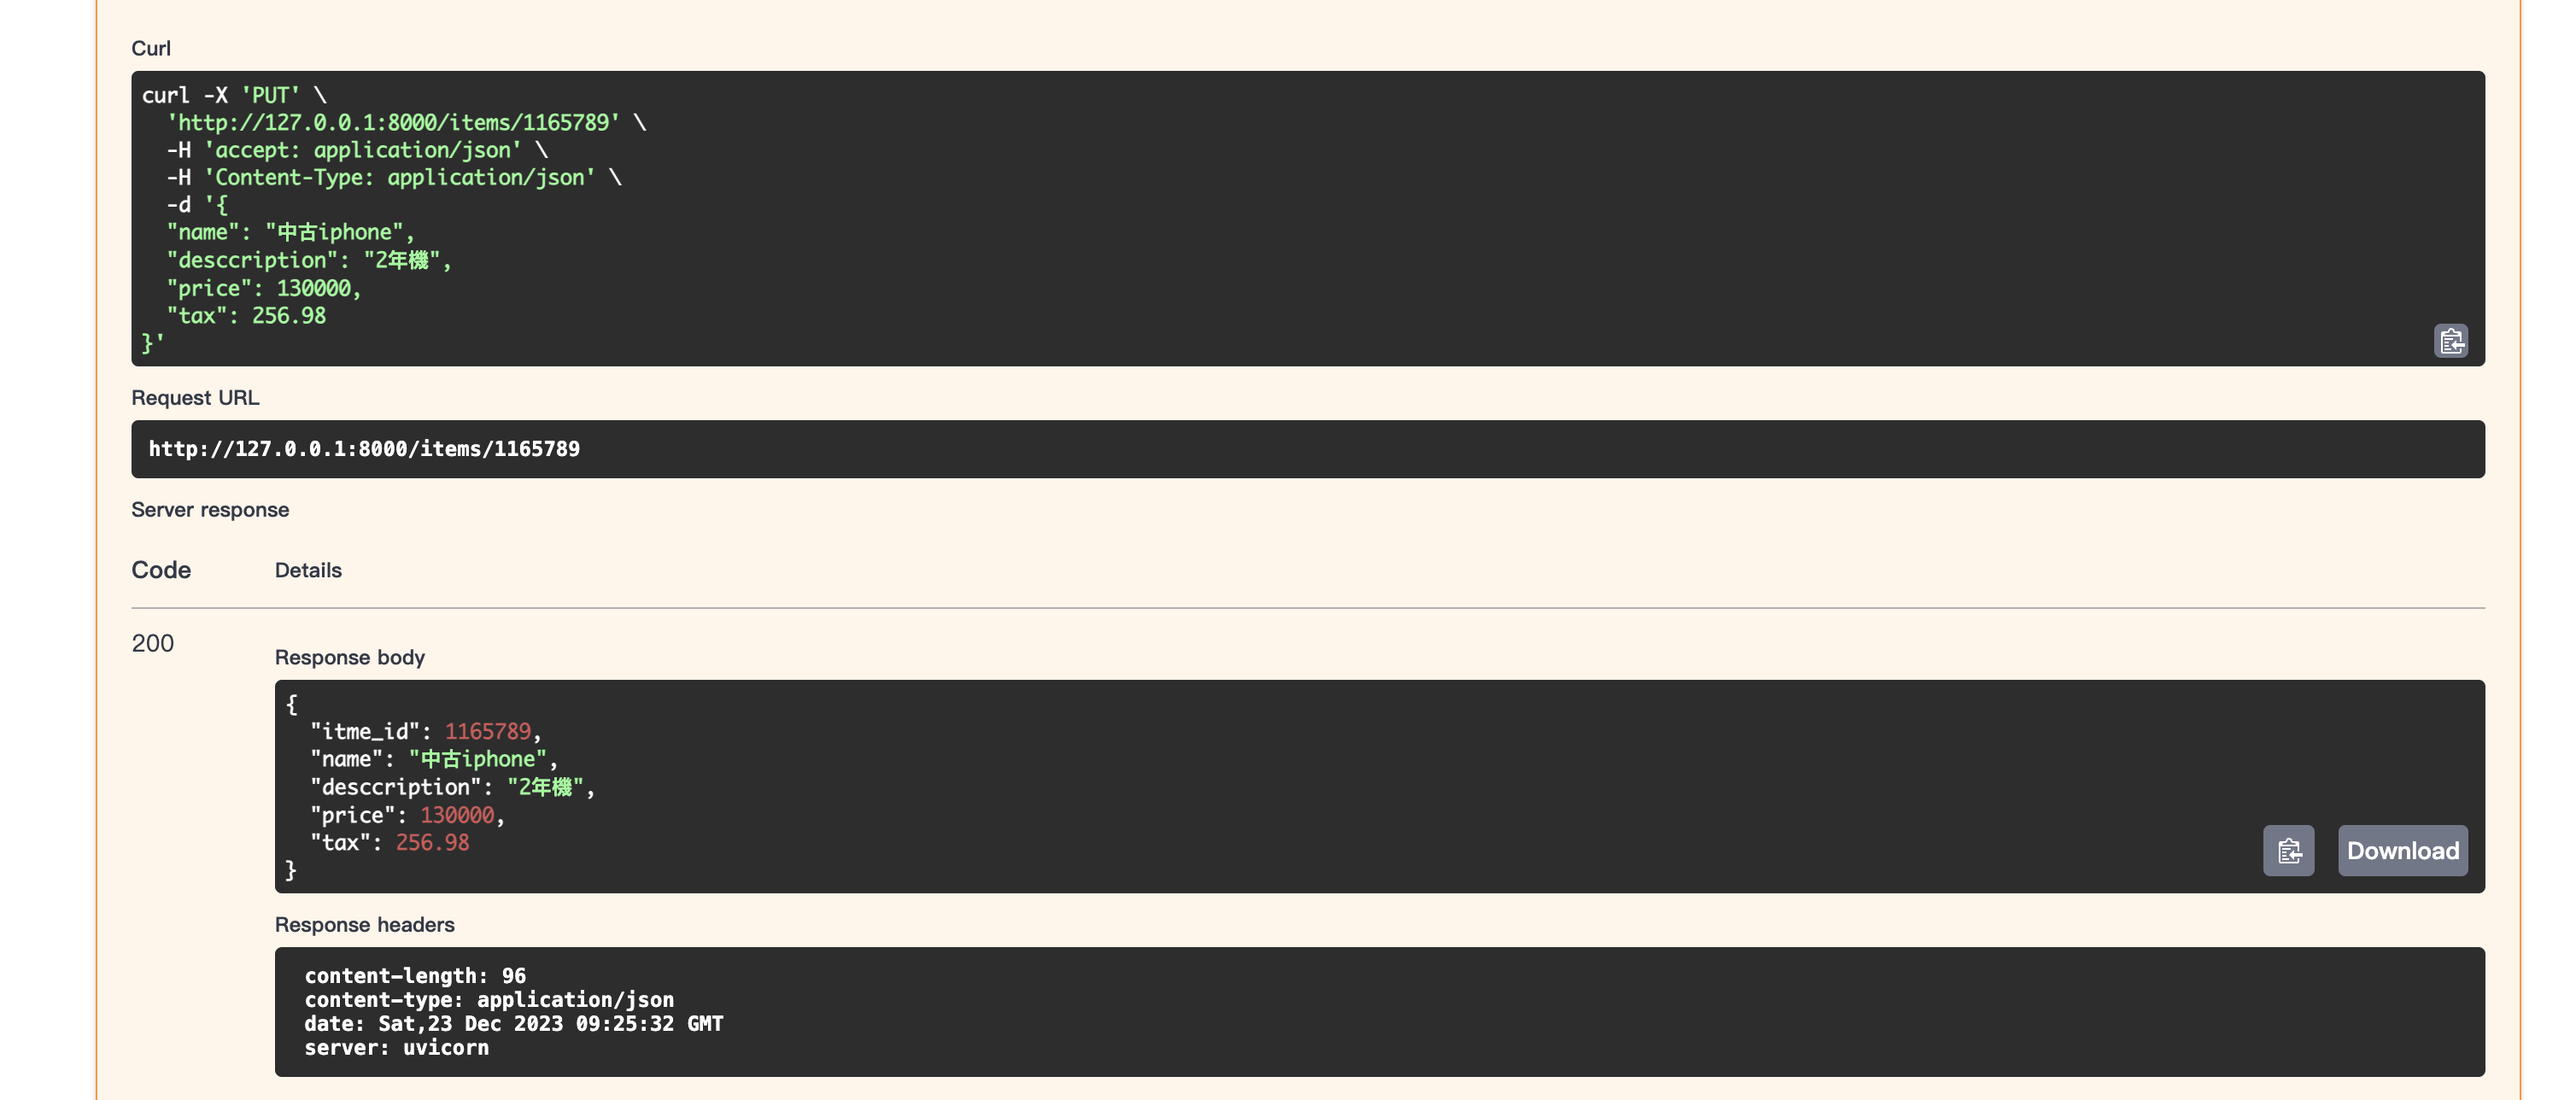 Curl
curl -X 'PUT' \
  'http://127.0.0.1:8000/items/1165789' \
  -H 'accept: application/json' \
  -H 'Content-Type: application/json' \
  -d '{
  "name": "中古iphone",
  "desccription": "2年機",
  "price": 130000,
  "tax": 256.98
}'
Request URL
http://127.0.0.1:8000/items/1165789
Server response
Code Details
200
Response body
{
  "itme_id": 1165789,
  "name": "中古iphone",
  "desccription": "2年機",
  "price": 130000,
  "tax": 256.98
}
Download
Response headers
content-length: 96
content-type: application/json
date: Sat,23 Dec 2023 09:25:32 GMT
server: uvicorn